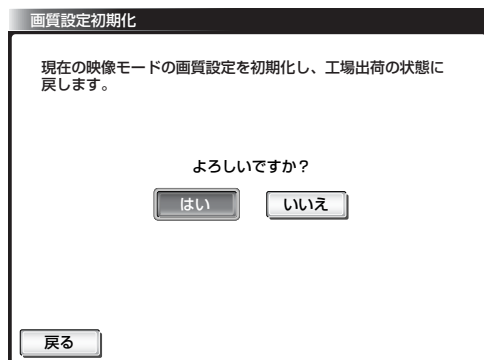 画質設定初期化
現在の映像モードの画質設定を初期化し、工場出荷の状態に
戻します。
よろしいですか？
はい いいえ
戻る